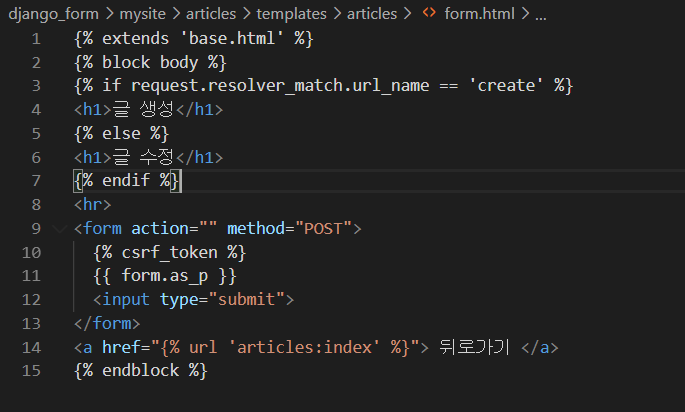 django_form > mysite > articles > templates > articles > <> form.html > ...
1 {% extends 'base.html' %}
2 {% block body %}
3 {% if request.resolver_match.url_name == 'create' %}
4 <h1>글 생성</h1>
5 {% else %}
6 <h1>글 수정</h1>
7 {% endif %}
8 <hr>
9 <form action="" method="POST">
10 {% csrf_token %}
11 {{ form.as_p }}
12 <input type="submit">
13 </form>
14 <a href="{% url 'articles:index' %}"> 뒤로가기 </a>
15 {% endblock %}